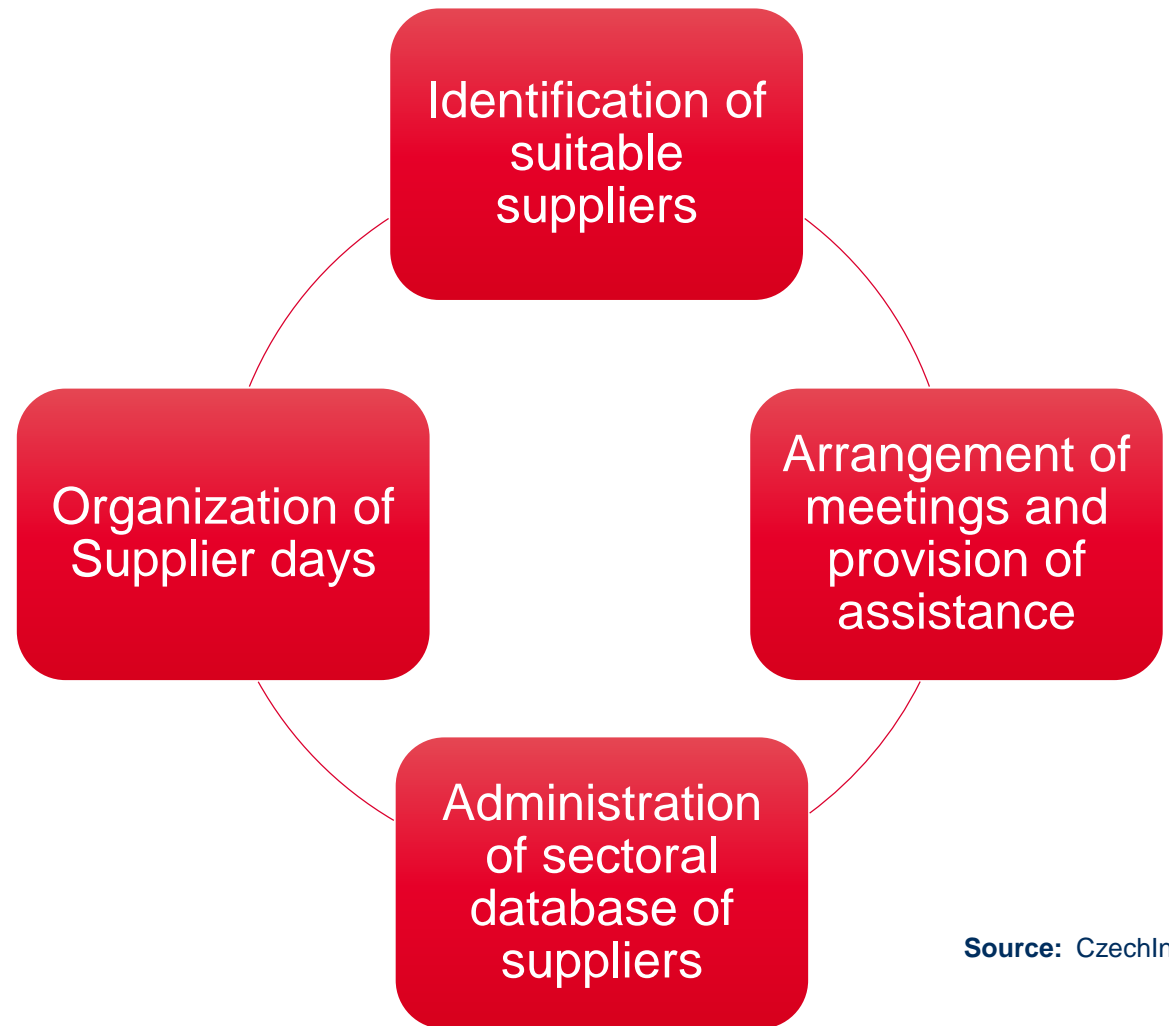 Identification of
suitable
suppliers
Arrangement of
meetings and
provision of
assistance
Organization of
Supplier days
Administration
of sectoral
database of
suppliers
Source: CzechIn